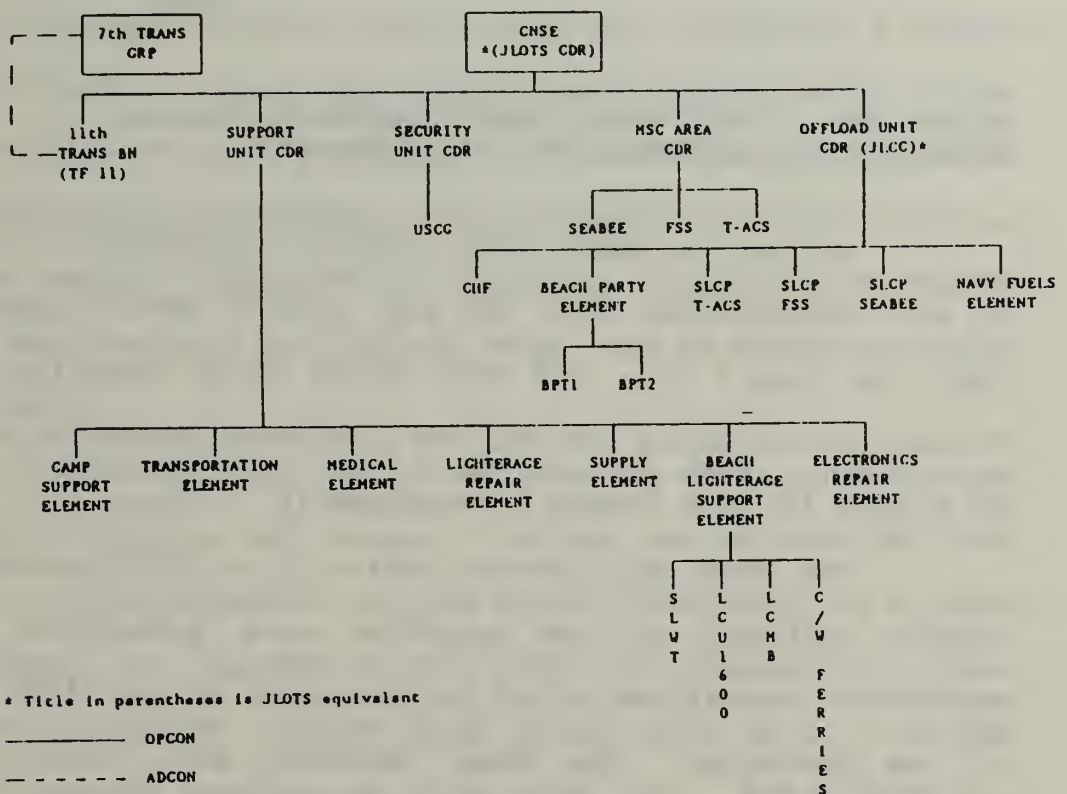 7th TRANS
GRP
CNSE
*(JLOTS CDR)
11th
TRANS BN
(TF 11)
SUPPORT
UNIT CDR
SECURITY
UNIT CDR
MSC AREA
CDR
OFFLOAD UNIT
CDR (JLCC)*
USCG
SEABEE
FSS
T-ACS
CHF
BEACH PARTY
ELEMENT
SLCP
T-ACS
SLCP
FSS
SLCP
SEABEE
NAVY FUELS
ELEMENT
BPT1
BPT2
CAMP
SUPPORT
ELEMENT
TRANSPORTATION
ELEMENT
MEDICAL
ELEMENT
LIGHTERAGE
REPAIR
ELEMENT
SUPPLY
ELEMENT
BEACH
LIGHTERAGE
SUPPORT
ELEMENT
ELECTRONICS
REPAIR
ELEMENT
SLWT
LCU1600
LCM8
C/W FERRIES
* Title in parentheses is JLOTS equivalant
OPCON
ADCON